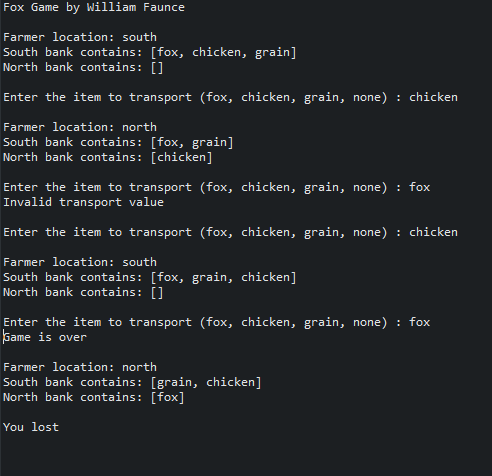 Fox Game by William Faunce
Farmer location: south
South bank contains: [fox, chicken, grain]
North bank contains: []
Enter the item to transport (fox, chicken, grain, none) : chicken
Farmer location: north
South bank contains: [fox, grain]
North bank contains: [chicken]
Enter the item to transport (fox, chicken, grain, none) : fox
Invalid transport value
Enter the item to transport (fox, chicken, grain, none) : chicken
Farmer location: south
South bank contains: [fox, grain, chicken]
North bank contains: []
Enter the item to transport (fox, chicken, grain, none) : fox
Game is over
Farmer location: north
South bank contains: [grain, chicken]
North bank contains: [fox]
You lost